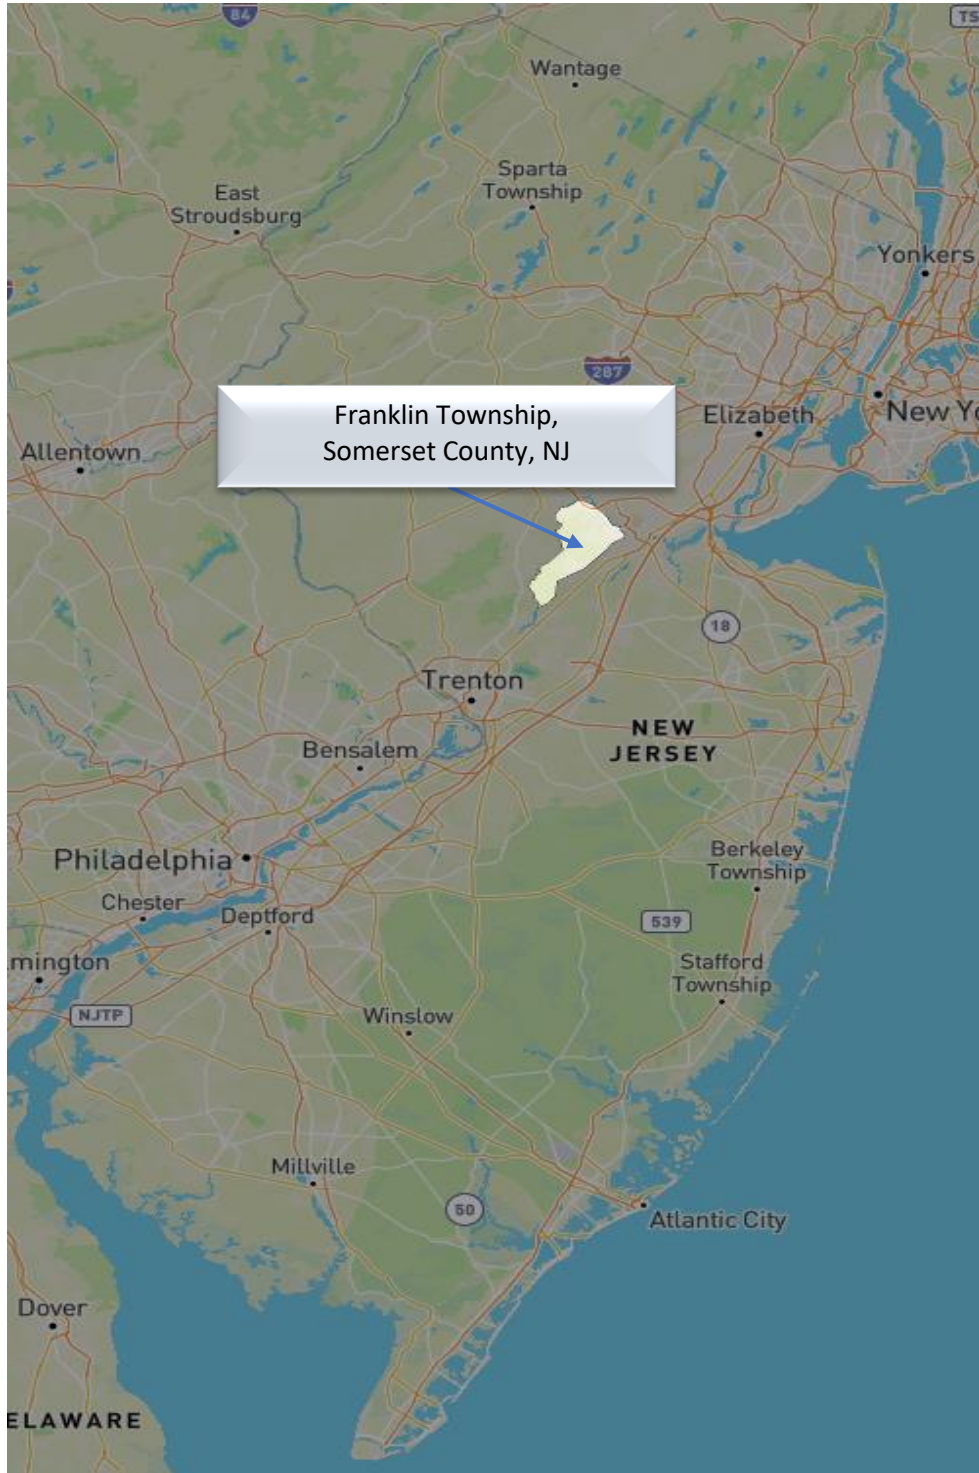 84
TS
Wantage
Sparta
Township
East
Stroudsburg
Yonkers
287
Franklin Township,
Somerset County, NJ
Elizabeth
New Yo
Allentown
18
Trenton
NEW
JERSEY
Bensalem
Philadelphia
Berkeley
Township
Chester
Deptford
539
mington
Stafford
Township
NJTP
Winslow
Millville
50
Atlantic City
Dover
ELAWARE